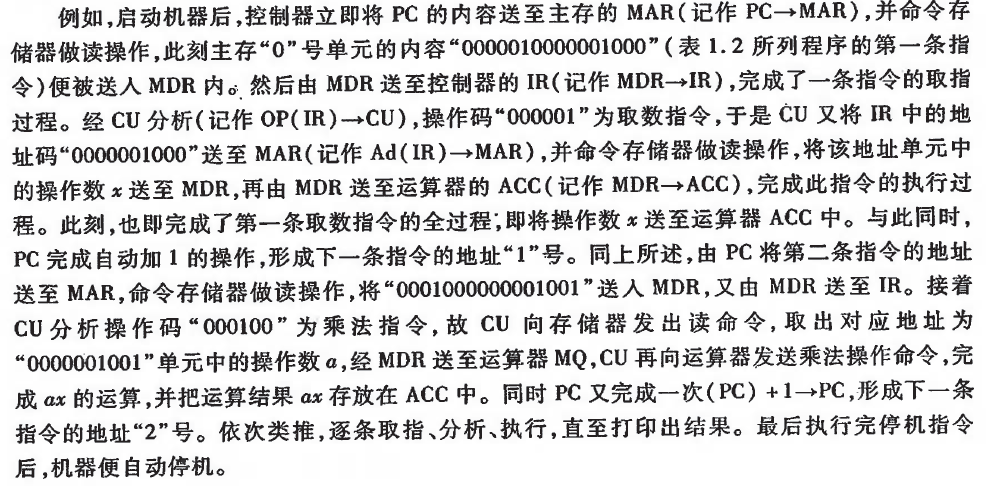 例如,启动机器后,控制器立即将 PC 的内容送至主存的 MAR(记作 PC→MAR),并命令存
储器做读操作,此刻主存“0”号单元的内容“0000010000001000”(表 1.2 所列程序的第一条指
令)便被送入 MDR 内。然后由 MDR 送至控制器的 IR(记作 MDR→IR),完成了一条指令的取指
过程。经 CU 分析(记作 OP(IR)→CU),操作码“000001”为取数指令,于是 CU 又将 IR 中的地
址码“0000001000”送至 MAR(记作 Ad(IR)→MAR),并命令存储器做读操作,将该地址单元中
的操作数 x 送至 MDR,再由 MDR 送至运算器的 ACC(记作 MDR→ACC),完成此指令的执行过
程。此刻,也即完成了第一条取数指令的全过程,即将操作数 x 送至运算器 ACC 中。与此同时,
PC 完成自动加 1 的操作,形成下一条指令的地址“1”号。同上所述,由 PC 将第二条指令的地址
送至 MAR,命令存储器做读操作,将“0001000000001001”送入 MDR,又由 MDR 送至 IR。接着
CU 分析操作码“000100”为乘法指令,故 CU 向存储器发出读命令,取出对应地址为
“0000001001”单元中的操作数 a,经 MDR 送至运算器 MQ,CU 再向运算器发送乘法操作命令,完
成 ax 的运算,并把运算结果 ax 存放在 ACC 中。同时 PC 又完成一次(PC)+1→PC,形成下一条
指令的地址“2”号。依次类推,逐条取指、分析、执行,直至打印出结果。最后执行完停机指令
后,机器便自动停机。